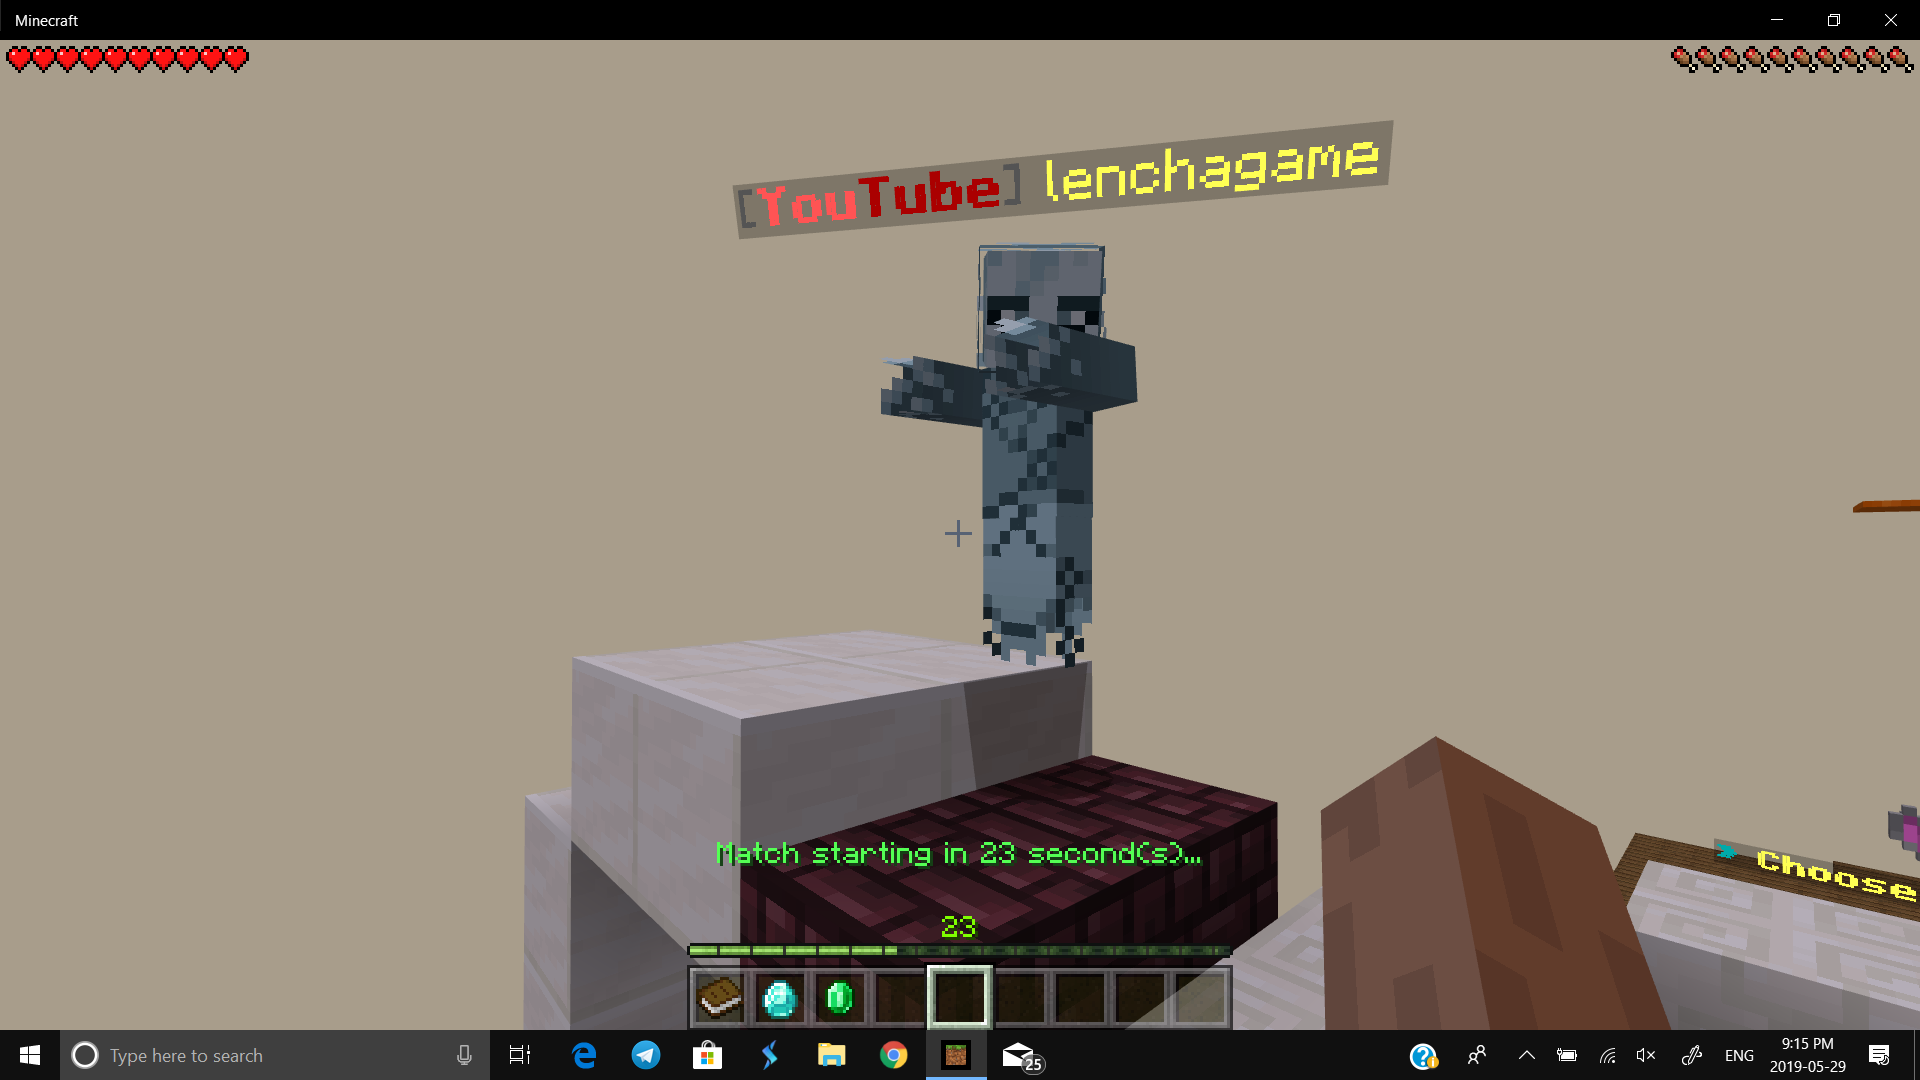 Minecraft
[YouTube] lenchagame
Match starting in 23 second(s)...
Choose
23
Type here to search
25
ENG
9:15 PM
2019-05-29